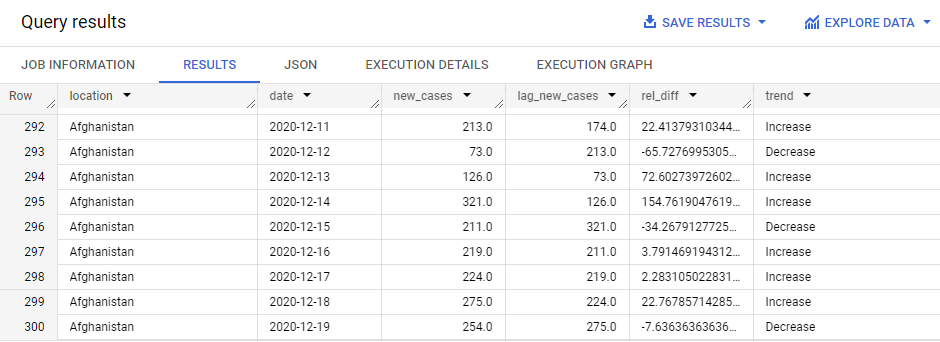 Query results SAVE RESULTS EXPLORE DATA
JOB INFORMATION RESULTS JSON EXECUTION DETAILS EXECUTION GRAPH
Row location date new_cases lag_new_cases rel_diff trend
292 Afghanistan 2020-12-11 213.0 174.0 22.41379310344... Increase
293 Afghanistan 2020-12-12 73.0 213.0 -65.7276995305... Decrease
294 Afghanistan 2020-12-13 126.0 73.0 72.60273972602... Increase
295 Afghanistan 2020-12-14 321.0 126.0 154.7619047619... Increase
296 Afghanistan 2020-12-15 211.0 321.0 -34.2679127725... Decrease
297 Afghanistan 2020-12-16 219.0 211.0 3.791469194312... Increase
298 Afghanistan 2020-12-17 224.0 219.0 2.283105022831... Increase
299 Afghanistan 2020-12-18 275.0 224.0 22.76785714285... Increase
300 Afghanistan 2020-12-19 254.0 275.0 -7.63636363636... Decrease